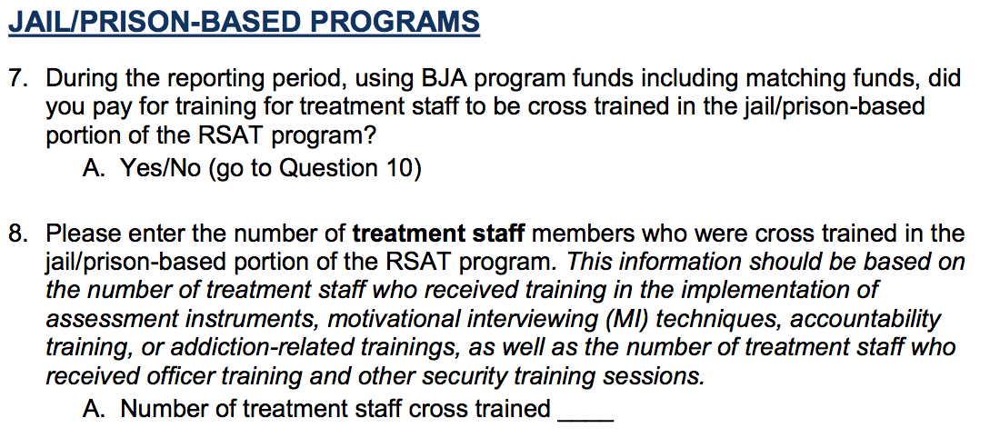 JAIL/PRISON-BASED PROGRAMS
7. During the reporting period, using BJA program funds including matching funds, did
you pay for training for treatment staff to be cross trained in the jail/prison-based
portion of the RSAT program?
A. Yes/No (go to Question 10)
8. Please enter the number of treatment staff members who were cross trained in the
jail/prison-based portion of the RSAT program. This information should be based on
the number of treatment staff who received training in the implementation of
assessment instruments, motivational interviewing (MI) techniques, accountability
training, or addiction-related trainings, as well as the number of treatment staff who
received officer training and other security training sessions.
A. Number of treatment staff cross trained ____